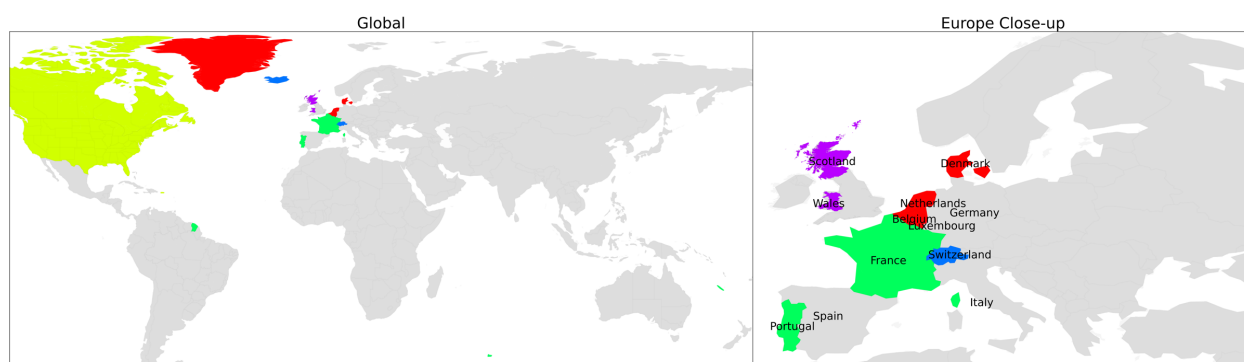 Global
Europe Close-up
Scotland
Denmark
Wales
Netherlands
Germany
Belgium
Luxembourg
France
Switzerland
Italy
Spain
Portugal